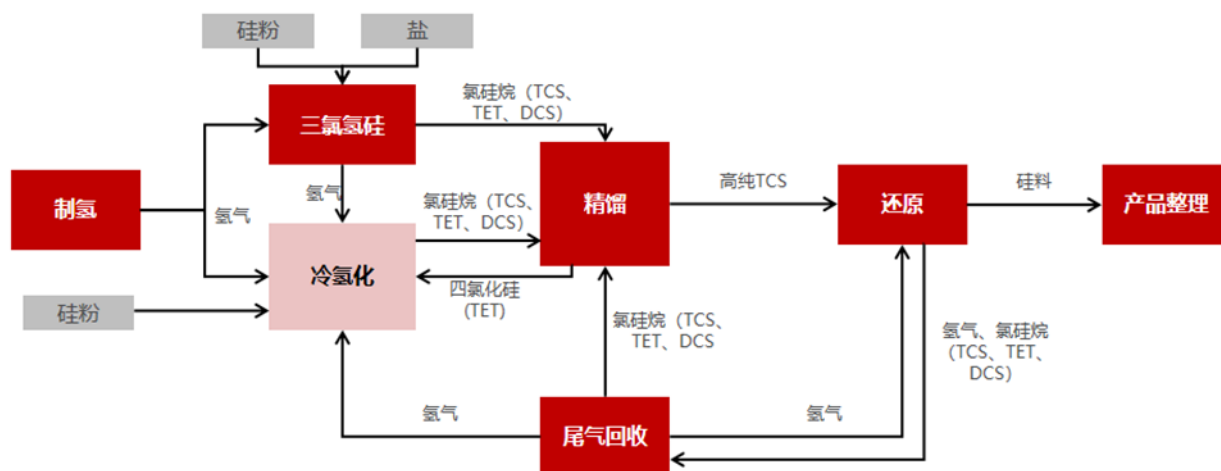 硅粉
盐
三氯氢硅
氯硅烷（TCS、
TET、DCS）
制氢
氢气
氢气
氯硅烷（TCS、
TET、DCS）
精馏
高纯TCS
还原
硅料
产品整理
冷氢化
四氯化硅
(TET)
硅粉
氯硅烷（TCS、
TET、DCS
氢气、氯硅烷
（TCS、TET、
DCS）
氢气
尾气回收
氢气